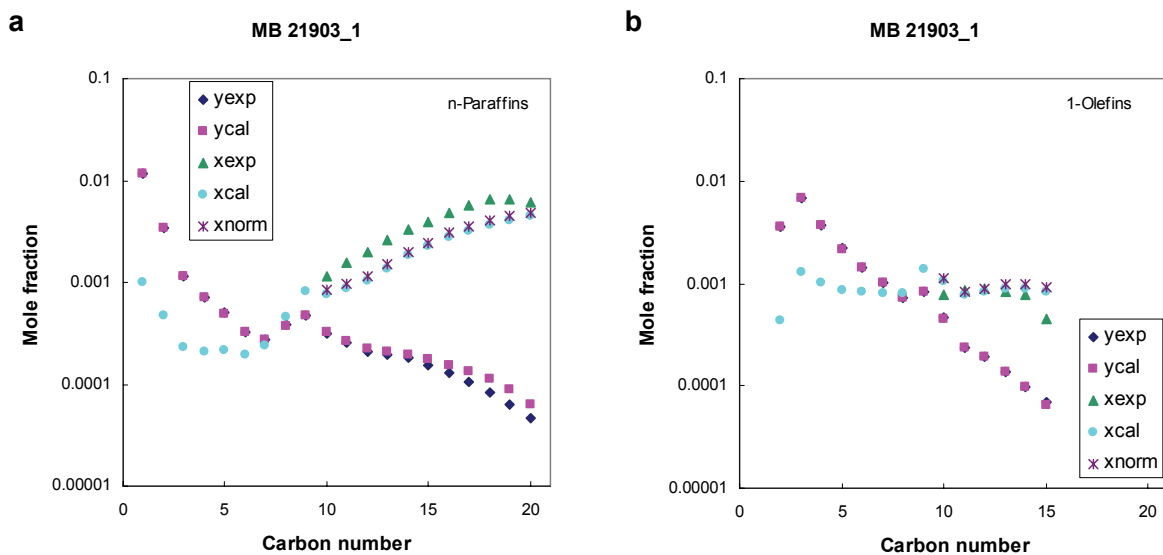 a
MB 21903_1
0.1
0.01
0.001
0.0001
0.00001
Mole fraction
n-Paraffins
yexp
ycal
xexp
xcal
xnorm
0 5 10 15 20
Carbon number
b
MB 21903_1
0.1
0.01
0.001
0.0001
0.00001
Mole fraction
1-Olefins
yexp
ycal
xexp
xcal
xnorm
0 5 10 15 20
Carbon number